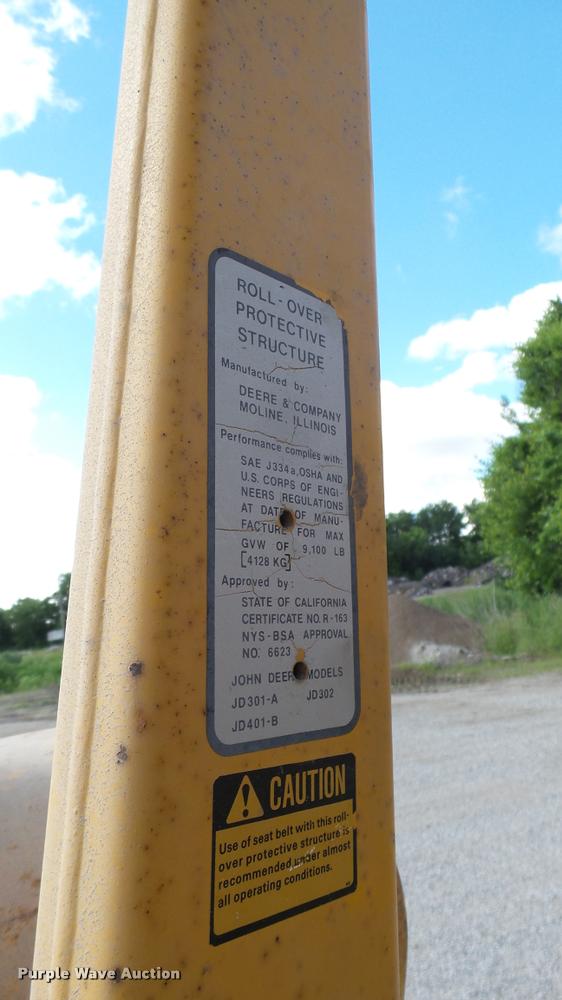 ROLL-OVER
PROTECTIVE
STRUCTURE
Manufactured by:
DEERE & COMPANY
MOLINE, ILLINOIS
Performance complies with:
SAE J334a, OSHA AND
U.S. CORPS OF ENGI-
NEERS REGULATIONS
AT DATE OF MANU-
FACTURE FOR MAX
GVW OF 9,100 LB
[4128 KG]
Approved by:
STATE OF CALIFORNIA
CERTIFICATE NO. R-163
NYS-BSA APPROVAL
NO. 6623
JOHN DEERE MODELS
JD301-A JD302
JD401-B
CAUTION
Use of seat belt with this roll-
over protective structure is
recommended under almost
all operating conditions.
Purple Wave Auction